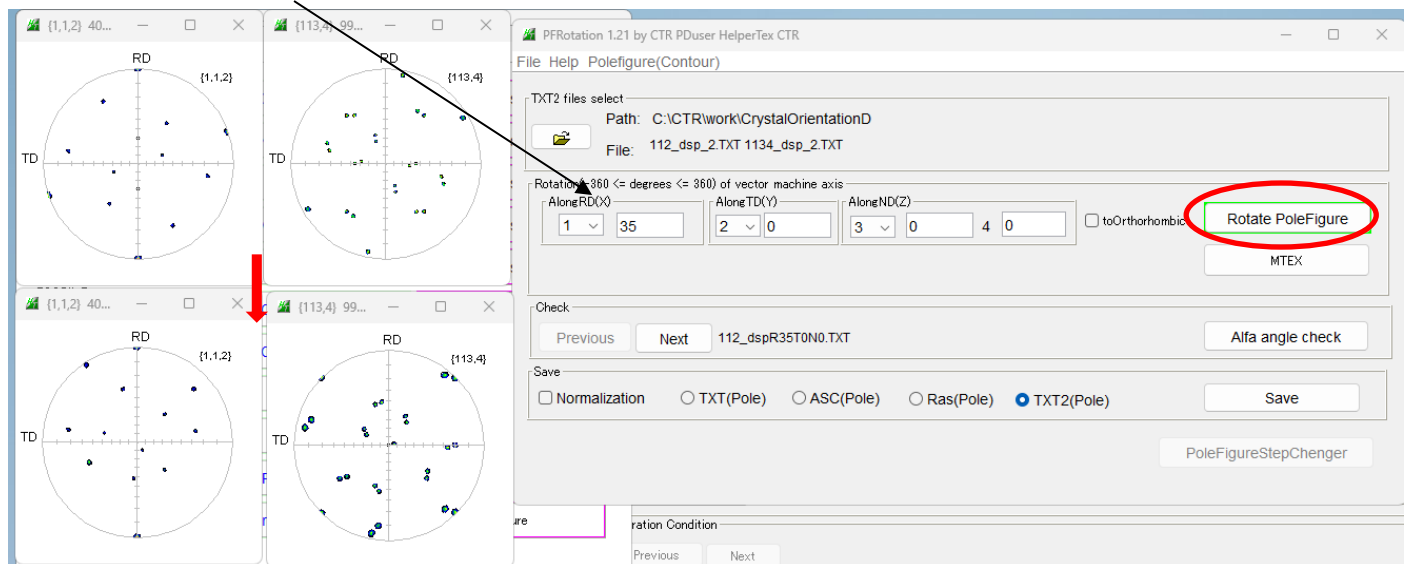 {1,1,2} 40...
RD
{1,1,2}
TD
{113,4} 99...
RD
{113,4}
TD
{1,1,2} 40...
RD
{1,1,2}
TD
{113,4} 99...
RD
{113,4}
TD
PFRotation 1.21 by CTR PDuser HelperTex CTR
File Help Polefigure(Contour)
TXT2 files select
Path: C:\CTR\work\CrystalOrientationD
File: 112_dsp_2.TXT 1134_dsp_2.TXT
Rotation(-360 <= degrees <= 360) of vector machine axis
AlongRD(X) AlongTD(Y) AlongND(Z)
1 35 2 0 3 0 4 0 toOrthorhombic Rotate PoleFigure
MTEX
Check
Previous Next 112_dspR35T0N0.TXT Alfa angle check
Save
Normalization TXT(Pole) ASC(Pole) Ras(Pole) TXT2(Pole) Save
PoleFigureStepChenger
ure
ration Condition
Previous Next